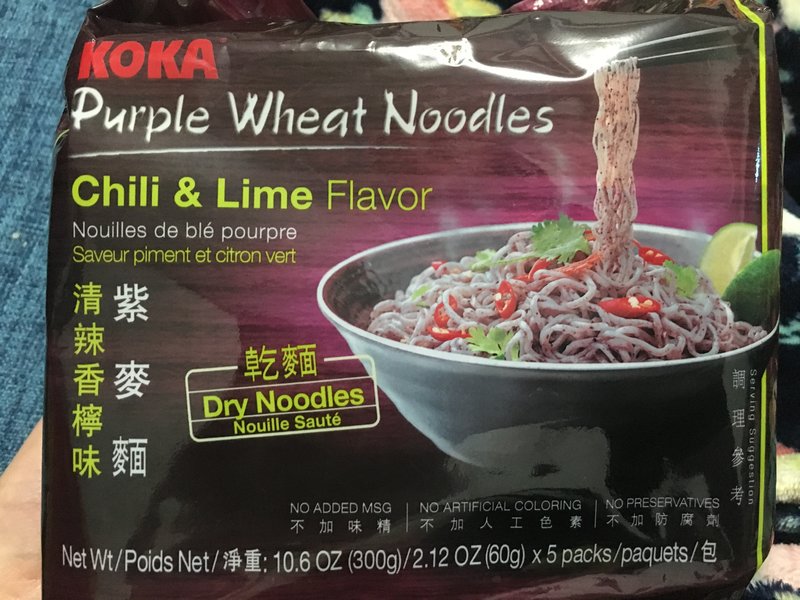 KOKA
Purple Wheat Noodles
Chili & Lime Flavor
Nouilles de blé pourpre
Saveur piment et citron vert
紫麥麵
清辣香檸味
乾麵
Dry Noodles
Nouille Sauté
調理參考
Serving Suggestion
NO ADDED MSG | NO ARTIFICIAL COLORING | NO PRESERVATIVES
不加味精 | 不加人工色素 | 不加防腐劑
Net Wt/Poids Net/淨重: 10.6 OZ (300g)/2.12 OZ (60g) x 5 packs/paquets/包